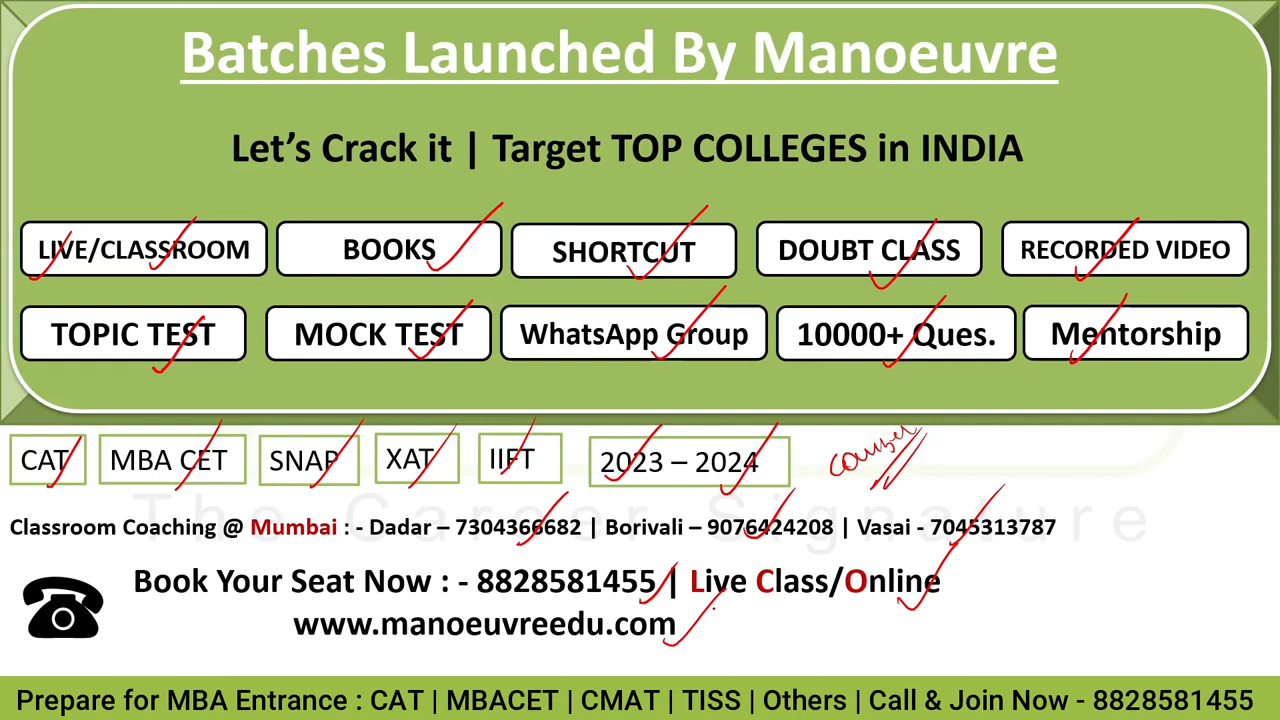 Batches Launched By Manoeuvre
Let's Crack it | Target TOP COLLEGES in INDIA
LIVE/CLASSROOM BOOKS SHORTCUT DOUBT CLASS RECORDED VIDEO
TOPIC TEST MOCK TEST WhatsApp Group 10000+ Ques. Mentorship
CAT MBA CET SNAP XAT IIFT 2023 – 2024
The Career Signature
Classroom Coaching @ Mumbai : - Dadar – 7304366682 | Borivali – 9076424208 | Vasai - 7045313787
Book Your Seat Now : - 8828581455 | Live Class/Online
www.manoeuvreedu.com
Prepare for MBA Entrance : CAT | MBACET | CMAT | TISS | Others | Call & Join Now - 8828581455